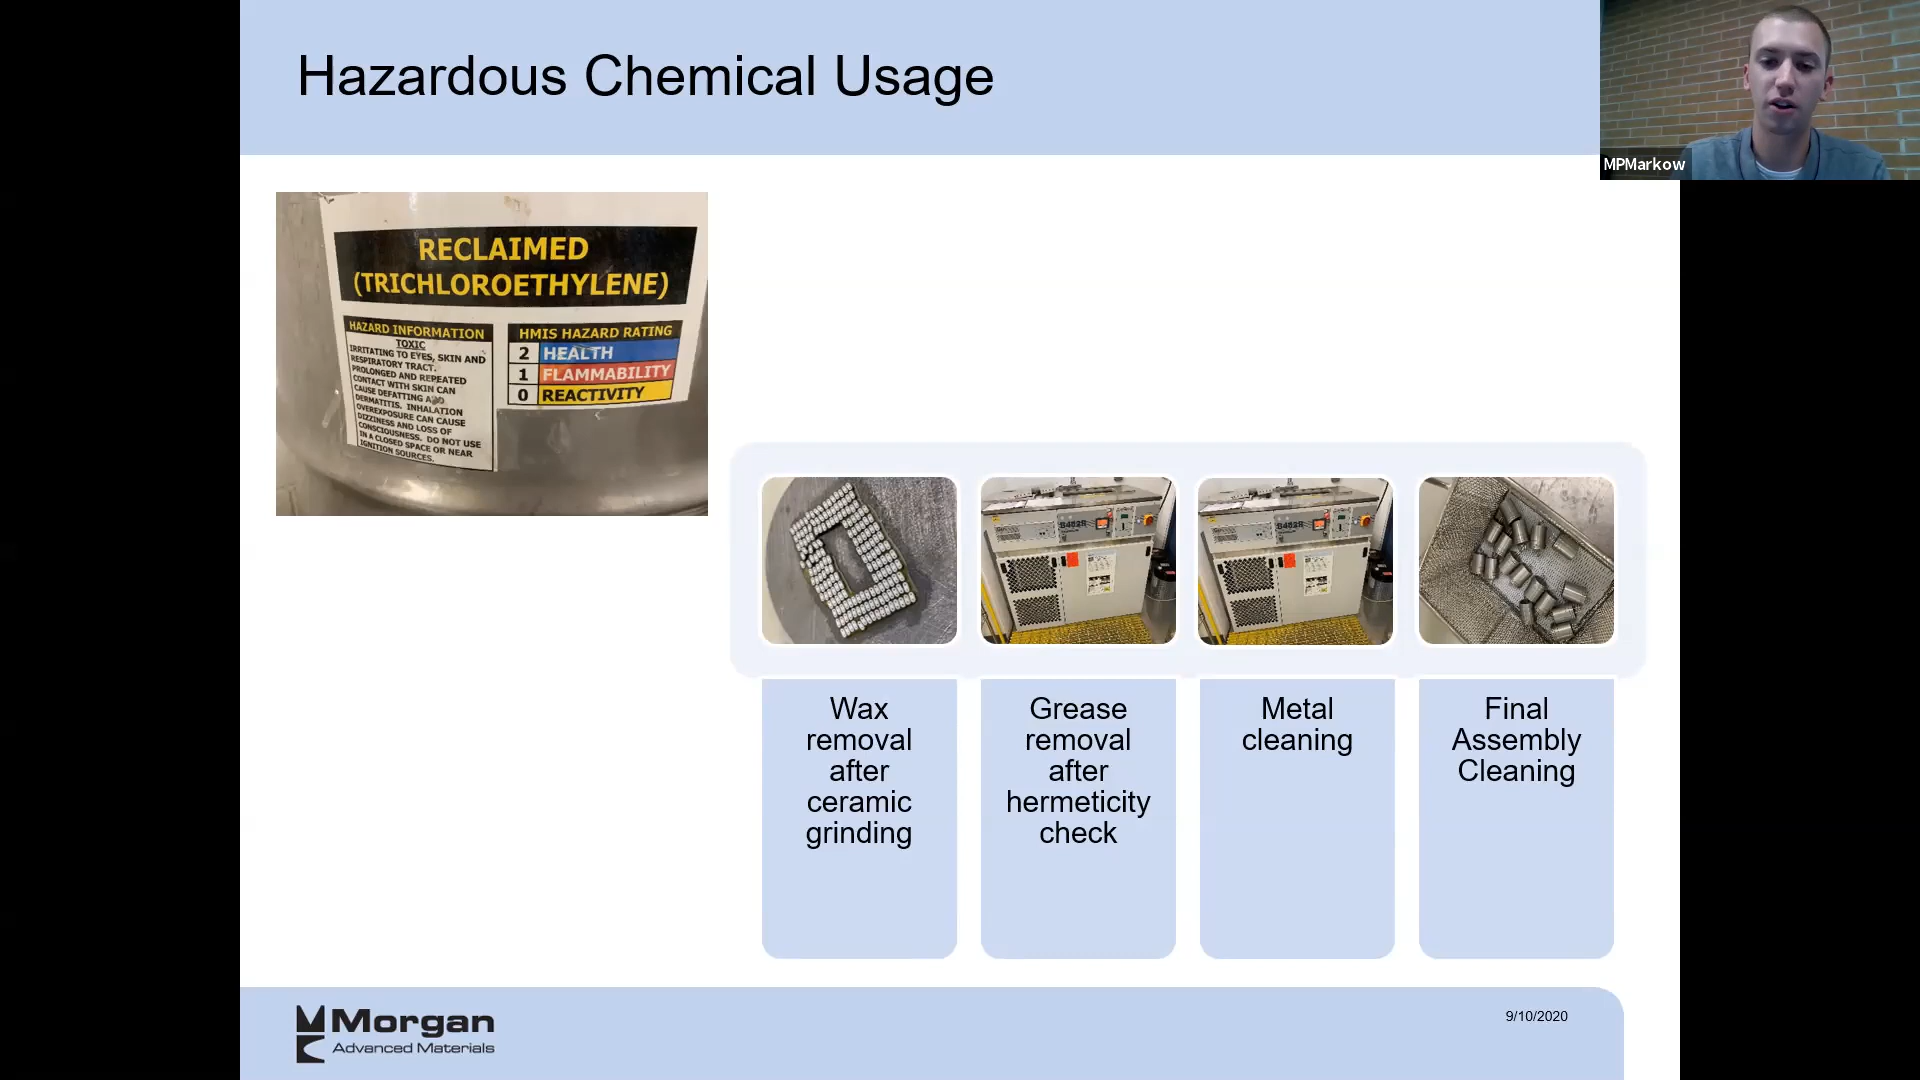 Hazardous Chemical Usage
MPMarkow
RECLAIMED
(TRICHLOROETHYLENE)
HAZARD INFORMATION
TOXIC
IRRITATING TO EYES, SKIN AND
RESPIRATORY TRACT.
PROLONGED AND REPEATED
CONTACT WITH SKIN CAN
CAUSE DEFATTING AND
DERMATITIS. INHALATION
OVEREXPOSURE CAN CAUSE
DIZZINESS AND LOSS OF
CONSCIOUSNESS. DO NOT USE
IN A CLOSED SPACE OR NEAR
IGNITION SOURCES.
HMIS HAZARD RATING
2 HEALTH
1 FLAMMABILITY
0 REACTIVITY
B452R
B452R
Wax
removal
after
ceramic
grinding
Grease
removal
after
hermeticity
check
Metal
cleaning
Final
Assembly
Cleaning
Morgan
Advanced Materials
9/10/2020